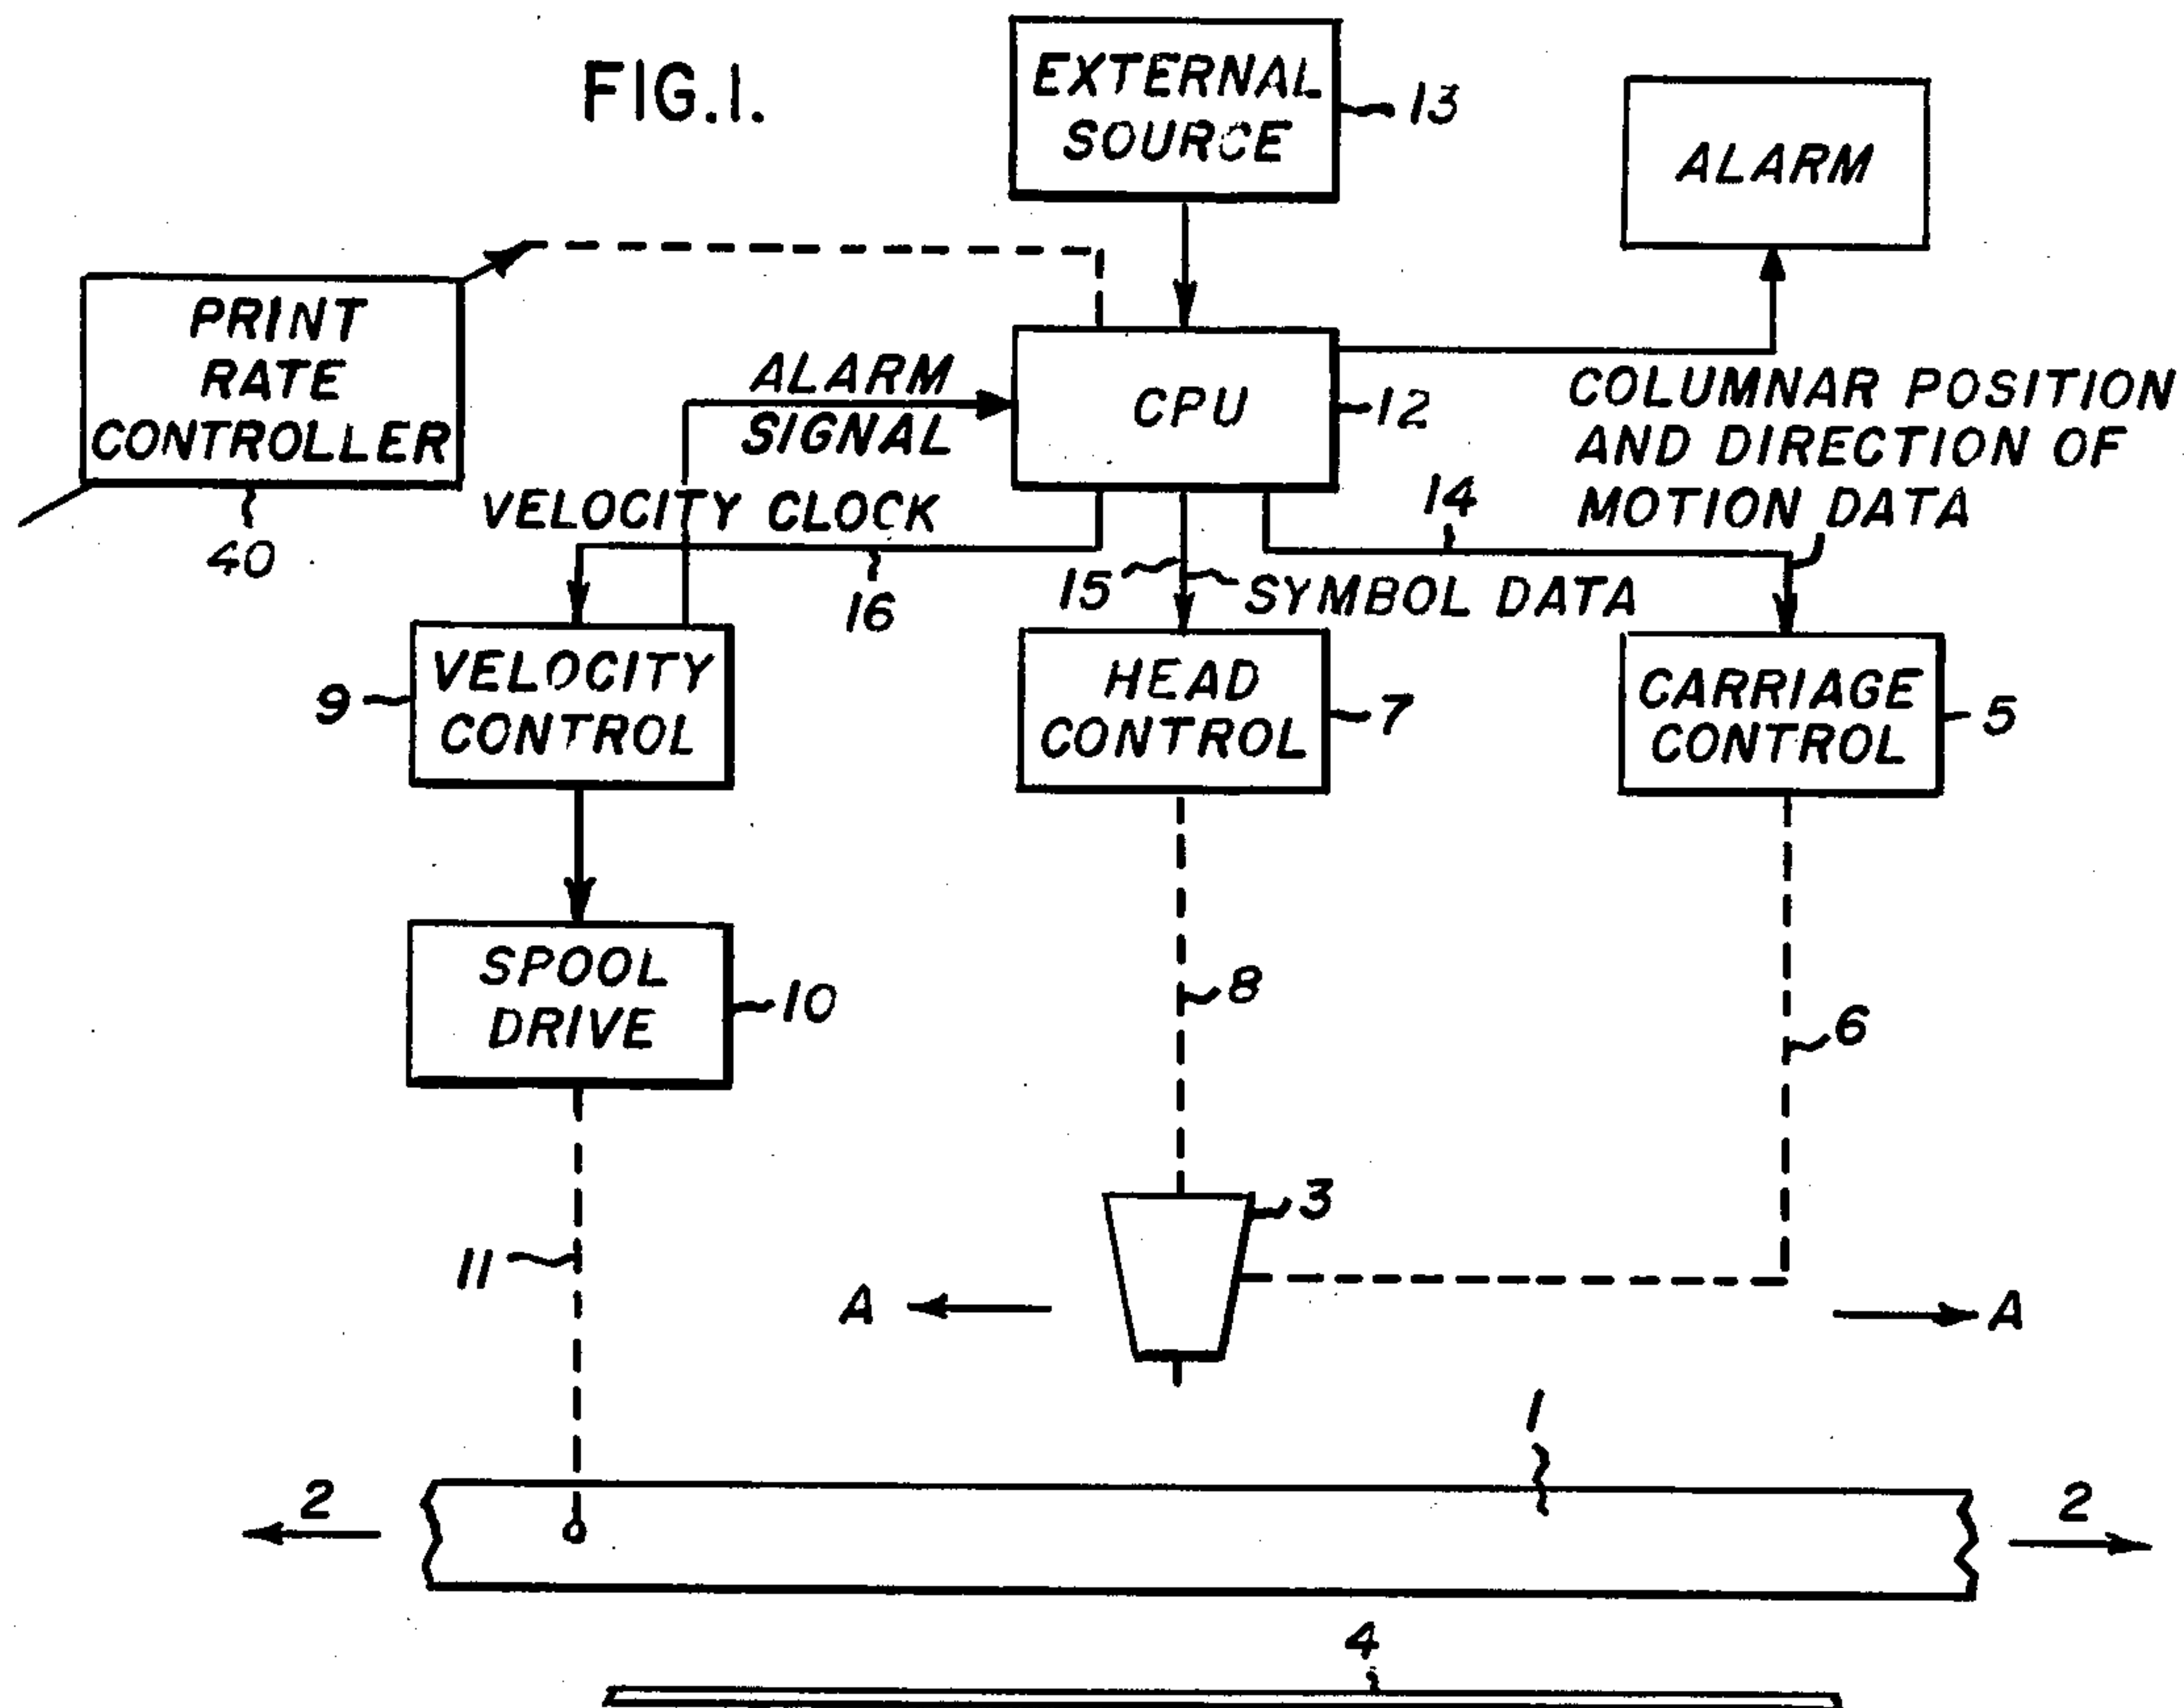 FIG.1.
EXTERNAL
SOURCE
13
ALARM
PRINT
RATE
CONTROLLER
40
ALARM
SIGNAL
CPU
12
COLUMNAR POSITION
AND DIRECTION OF
MOTION DATA
14
VELOCITY CLOCK
16
15
SYMBOL DATA
VELOCITY
CONTROL
9
HEAD
CONTROL
7
CARRIAGE
CONTROL
5
SPOOL
DRIVE
10
8
6
11
3
A
A
1
2
2
4